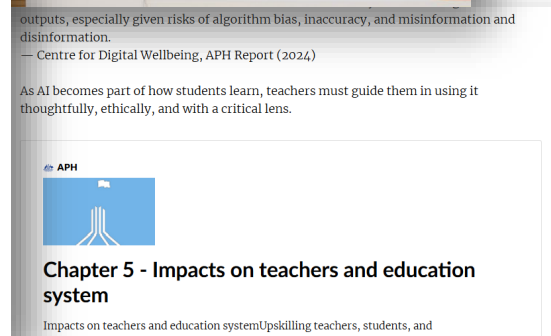 outputs, especially given risks of algorithm bias, inaccuracy, and misinformation and
disinformation.
— Centre for Digital Wellbeing, APH Report (2024)
As AI becomes part of how students learn, teachers must guide them in using it
thoughtfully, ethically, and with a critical lens.
APH
Chapter 5 - Impacts on teachers and education
system
Impacts on teachers and education systemUpskilling teachers, students, and